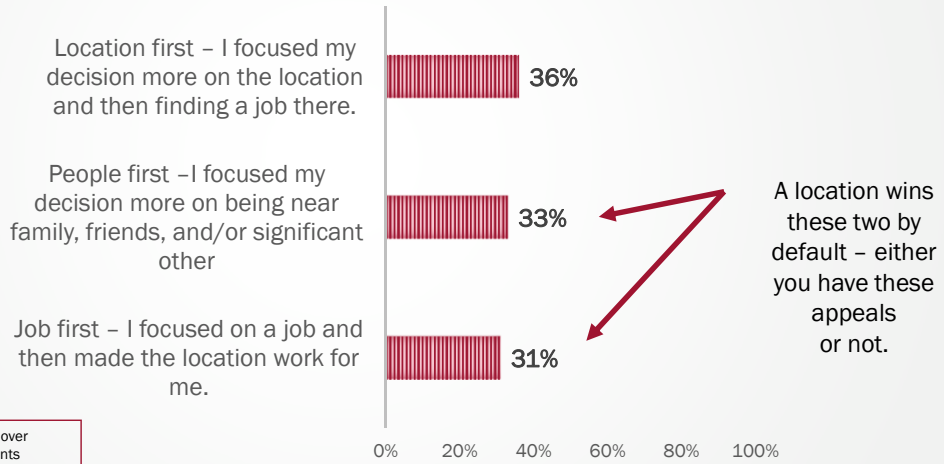 Location first – I focused my
decision more on the location
and then finding a job there.
36%
People first –I focused my
decision more on being near
family, friends, and/or significant
other
33%
Job first – I focused on a job and
then made the location work for
me.
31%
A location wins
these two by
default – either
you have these
appeals
or not.
over
nts
0% 20% 40% 60% 80% 100%